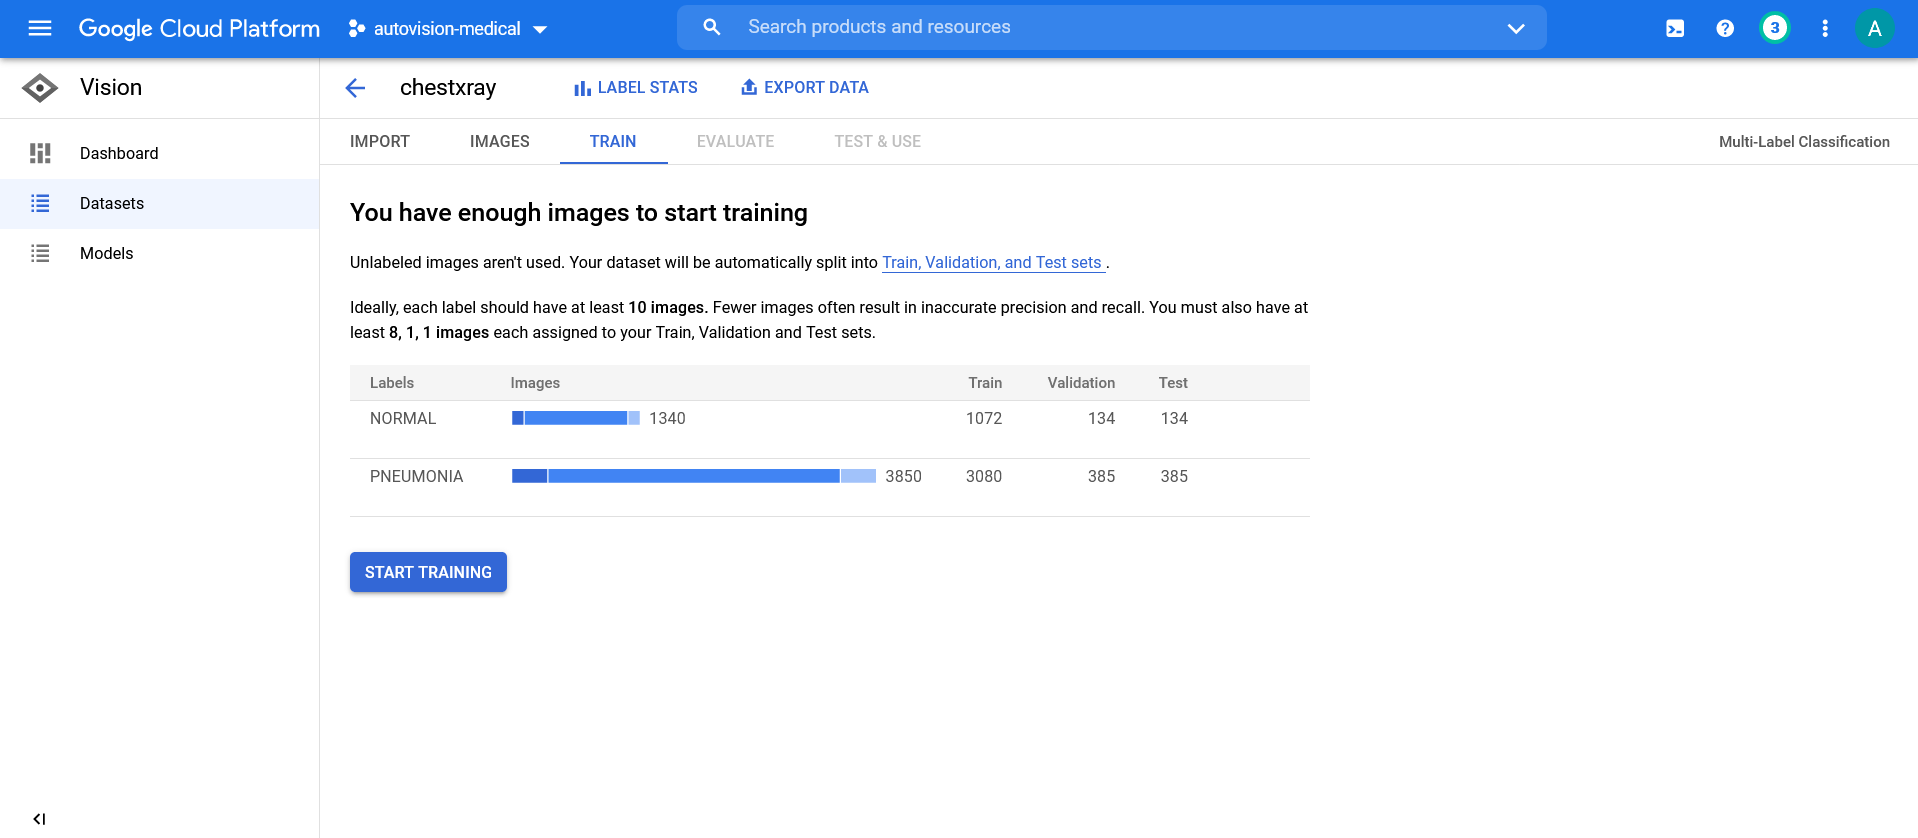 Google Cloud Platform
autovision-medical
Search products and resources
3
A
Vision
chestxray
LABEL STATS
EXPORT DATA
Dashboard
Datasets
Models
IMPORT
IMAGES
TRAIN
EVALUATE
TEST & USE
Multi-Label Classification
You have enough images to start training
Unlabeled images aren't used. Your dataset will be automatically split into Train, Validation, and Test sets .
Ideally, each label should have at least 10 images. Fewer images often result in inaccurate precision and recall. You must also have at
least 8, 1, 1 images each assigned to your Train, Validation and Test sets.
Labels Images Train Validation Test
NORMAL 1340 1072 134 134
PNEUMONIA 3850 3080 385 385
START TRAINING